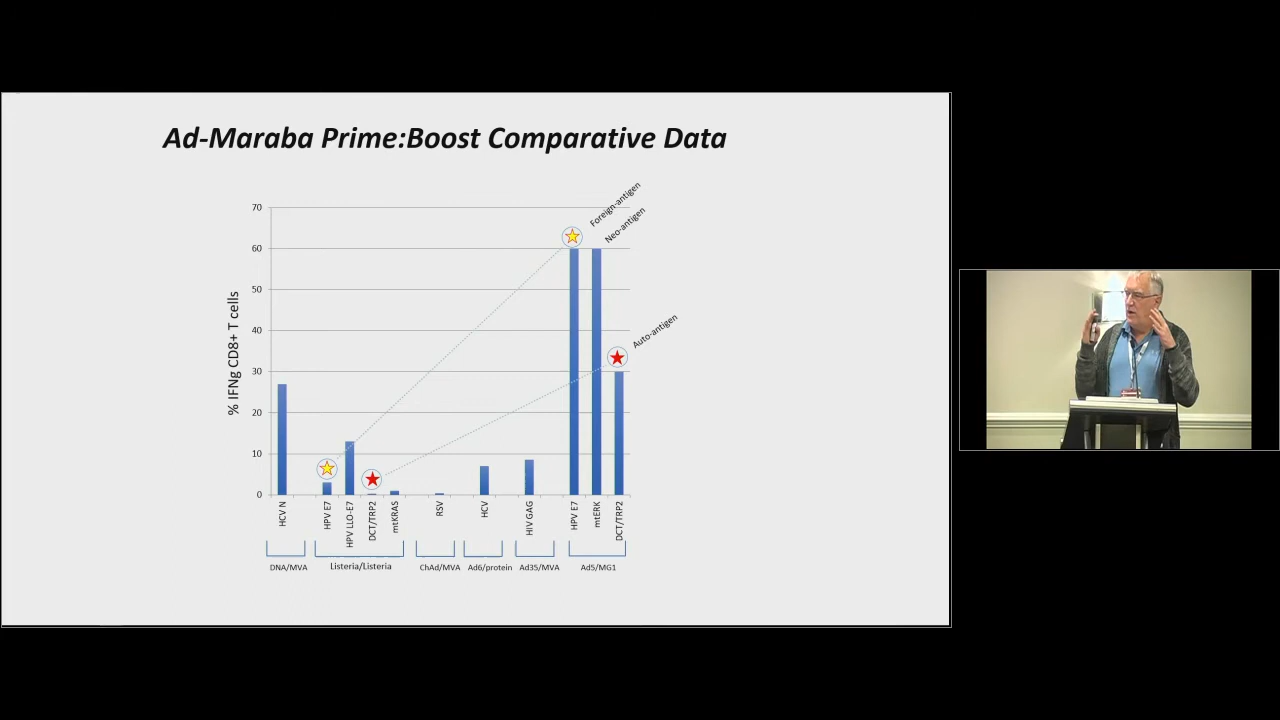 Ad-Maraba Prime:Boost Comparative Data
% IFNg CD8+ T cells
70
60
50
40
30
20
10
0
Foreign-antigen
Neo-antigen
Auto-antigen
HCV N
HPV E7
HPV LLO-E7
DCT/TRP2
mtKRAS
RSV
HCV
HIV GAG
HPV E7
mtERK
DCT/TRP2
DNA/MVA
Listeria/Listeria
ChAd/MVA
Ad6/protein
Ad35/MVA
Ad5/MG1